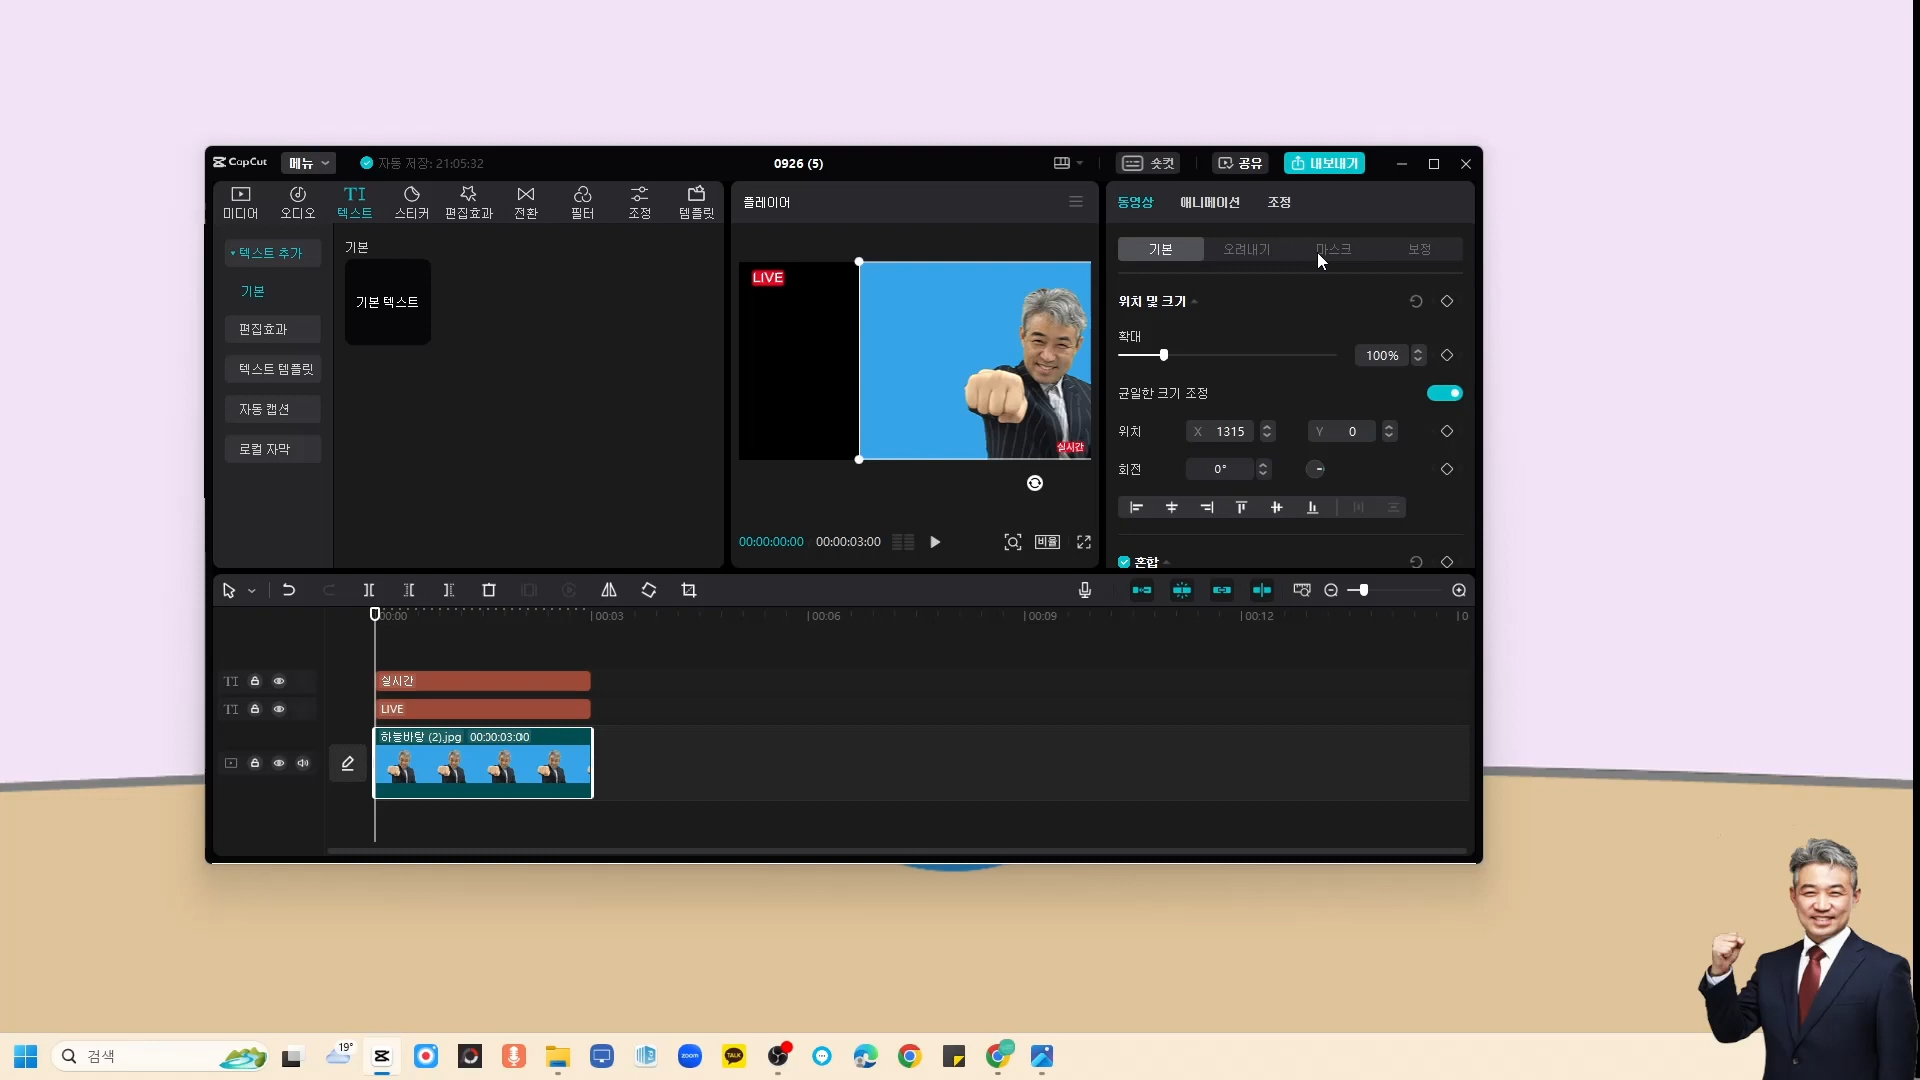 CapCut
메뉴
자동 저장: 21:05:32
0926 (5)
숏컷
공유
내보내기
미디어
오디오
TI
텍스트
스티커
편집효과
전환
필터
조정
템플릿
텍스트 추가
기본
편집효과
텍스트 템플릿
자동 캡션
로컬 자막
기본
기본 텍스트
플레이어
LIVE
실시간
00:00:00:00
00:00:03:00
비율
동영상
애니메이션
조정
기본
오려내기
마스크
보정
위치 및 크기
확대
100%
균일한 크기 조정
위치
X 1315
Y 0
회전
0°
혼합
00:00
00:03
00:06
00:09
00:12
0
TI
실시간
TI
LIVE
하늘바탕 (2).jpg 00:00:03:00
검색
19°
zoom
TALK